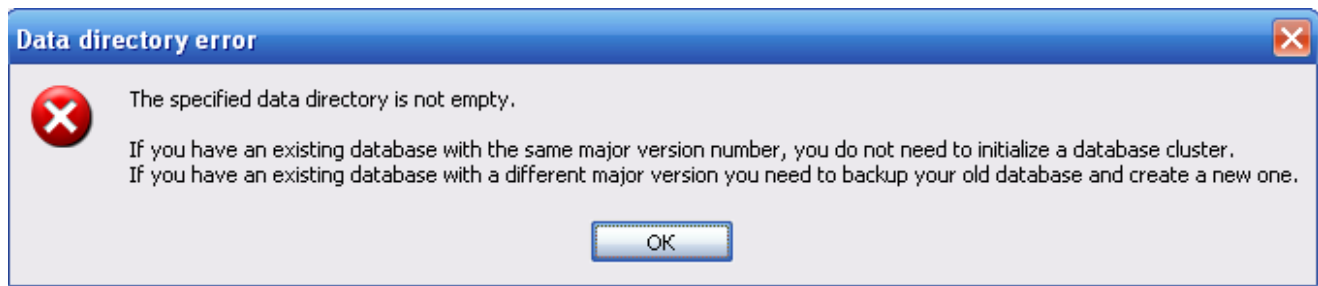 Data directory error
The specified data directory is not empty.
If you have an existing database with the same major version number, you do not need to initialize a database cluster.
If you have an existing database with a different major version you need to backup your old database and create a new one.
OK